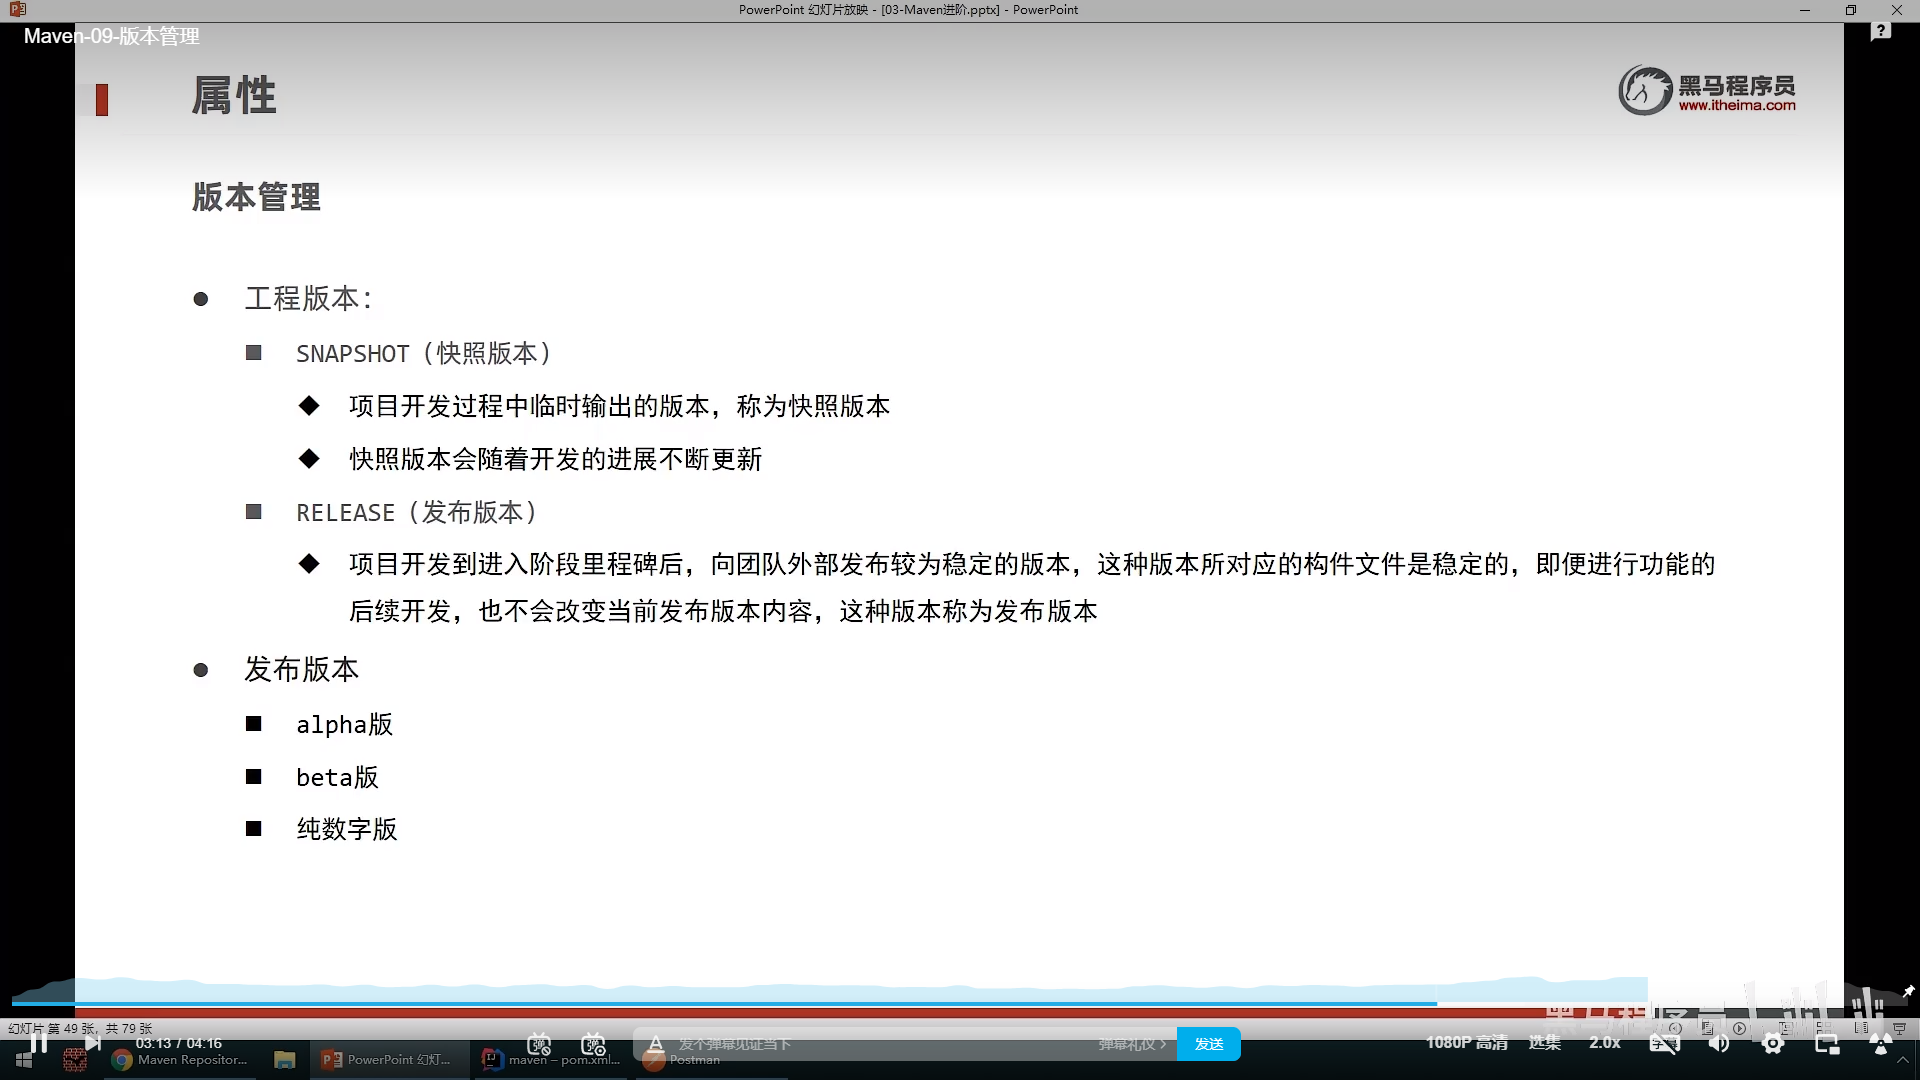 PowerPoint 幻灯片放映 - [03-Maven进阶.pptx] - PowerPoint
Maven-09-版本管理
属性
黑马程序员
www.itheima.com
版本管理
工程版本：
SNAPSHOT（快照版本）
项目开发过程中临时输出的版本，称为快照版本
快照版本会随着开发的进展不断更新
RELEASE（发布版本）
项目开发到进入阶段里程碑后，向团队外部发布较为稳定的版本，这种版本所对应的构件文件是稳定的，即便进行功能的
后续开发，也不会改变当前发布版本内容，这种版本称为发布版本
发布版本
alpha版
beta版
纯数字版
幻灯片 第 49 张，共 79 张
03:13 / 04:16
发个弹幕见证当下
弹幕礼仪 >
发送
1080P 高清
选集
2.0x
Maven Repositor...
PowerPoint 幻灯...
maven – pom.xml...
Postman